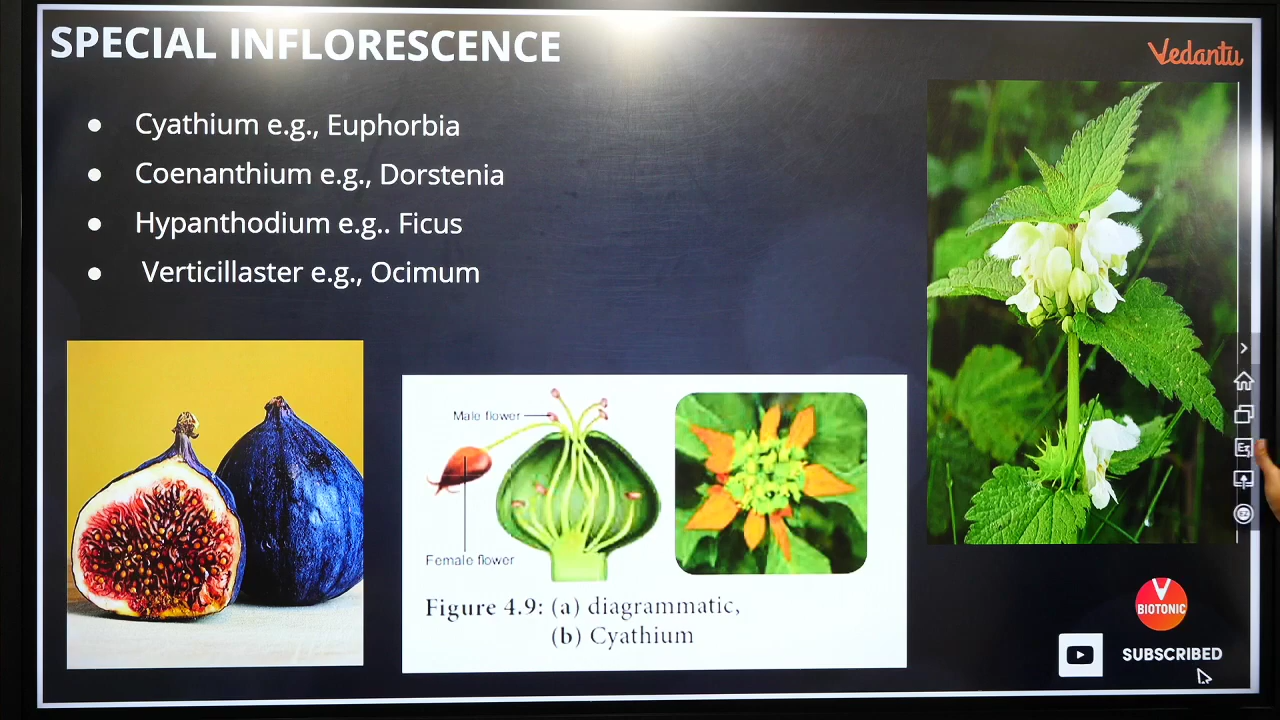 SPECIAL INFLORESCENCE
Vedantu
● Cyathium e.g., Euphorbia
● Coenanthium e.g., Dorstenia
● Hypanthodium e.g.. Ficus
● Verticillaster e.g., Ocimum
Male flower
Female flower
Figure 4.9: (a) diagrammatic,
(b) Cyathium
V
BIOTONIC
SUBSCRIBED